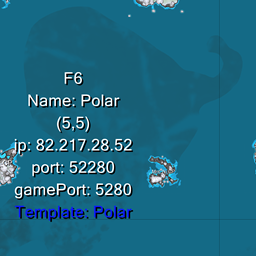 F6
Name: Polar
(5,5)
ip: 82.217.28.52
port: 52280
gamePort: 5280
Template: Polar